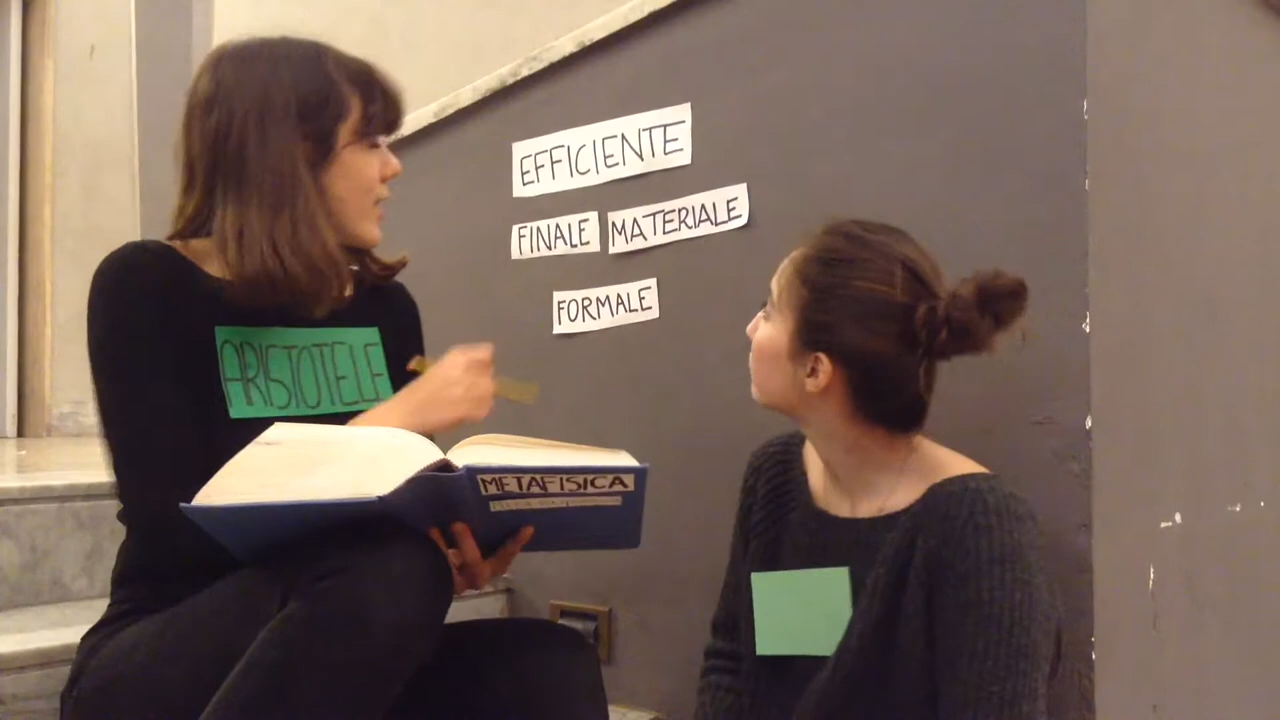 EFFICIENTE
FINALE MATERIALE
FORMALE
ARISTOTELE
METAFISICA